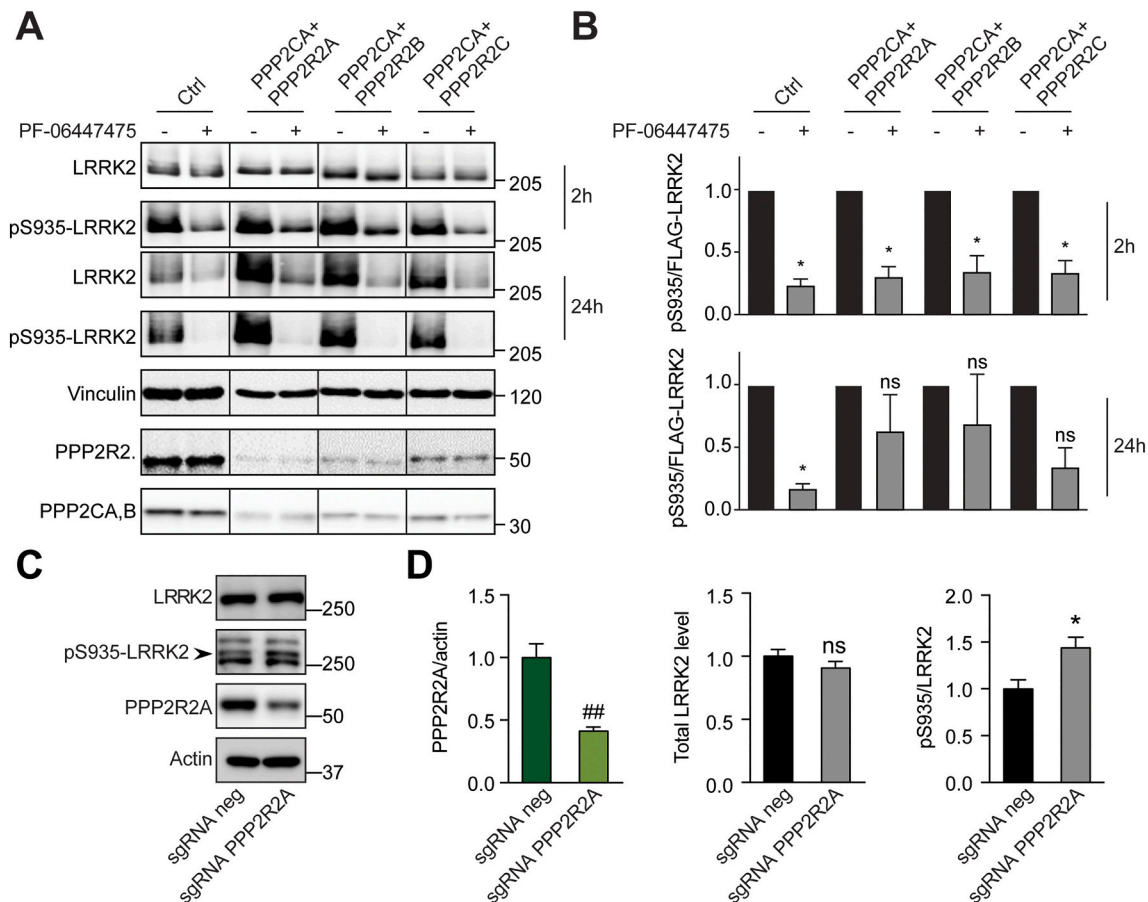 A
Ctrl
PPP2CA+
PPP2R2A
PPP2CA+
PPP2R2B
PPP2CA+
PPP2R2C
PF-06447475 - + - + - + - +
LRRK2
205
pS935-LRRK2
205
2h
LRRK2
205
pS935-LRRK2
205
24h
Vinculin
120
PPP2R2.
50
PPP2CA,B
30
B
Ctrl
PPP2CA+
PPP2R2A
PPP2CA+
PPP2R2B
PPP2CA+
PPP2R2C
PF-06447475 - + - + - + - +
pS935/FLAG-LRRK2
1.0
0.5
0.0
* * * *
2h
pS935/FLAG-LRRK2
1.0
0.5
0.0
* ns ns ns
24h
C
LRRK2
250
pS935-LRRK2
250
PPP2R2A
50
Actin
37
sgRNA neg
sgRNA PPP2R2A
D
PPP2R2A/actin
1.5
1.0
0.5
0.0
##
sgRNA neg
sgRNA PPP2R2A
Total LRRK2 level
1.5
1.0
0.5
0.0
ns
sgRNA neg
sgRNA PPP2R2A
pS935/LRRK2
2.0
1.5
1.0
0.5
0.0
*
sgRNA neg
sgRNA PPP2R2A